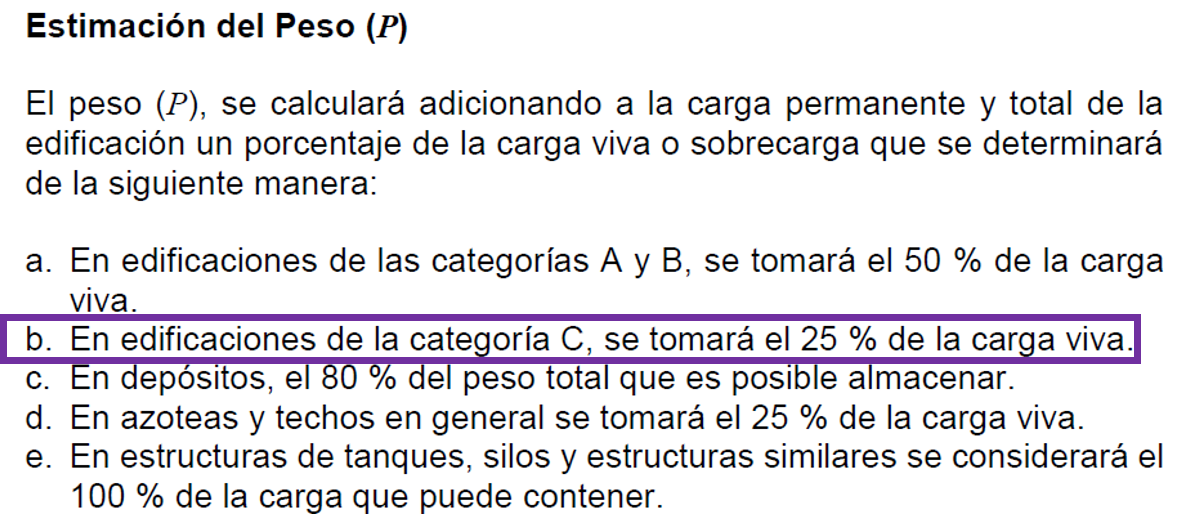 Estimación del Peso (P)
El peso (P), se calculará adicionando a la carga permanente y total de la
edificación un porcentaje de la carga viva o sobrecarga que se determinará
de la siguiente manera:
a. En edificaciones de las categorías A y B, se tomará el 50 % de la carga
viva.
b. En edificaciones de la categoría C, se tomará el 25 % de la carga viva.
c. En depósitos, el 80 % del peso total que es posible almacenar.
d. En azoteas y techos en general se tomará el 25 % de la carga viva.
e. En estructuras de tanques, silos y estructuras similares se considerará el
100 % de la carga que puede contener.